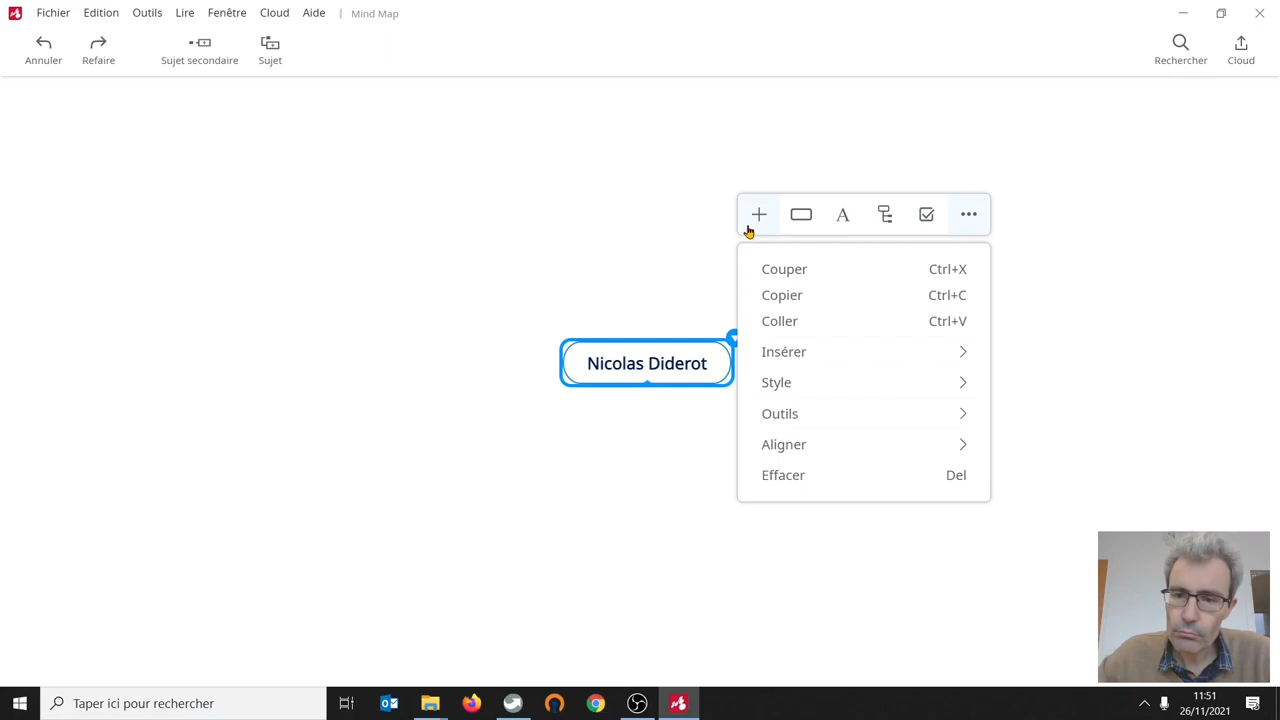 Fichier Edition Outils Lire Fenêtre Cloud Aide | Mind Map
Annuler Refaire Sujet secondaire Sujet Rechercher Cloud
A
Couper Ctrl+X
Copier Ctrl+C
Coller Ctrl+V
Insérer
Nicolas Diderot
Style
Outils
Aligner
Effacer Del
Taper ici pour rechercher
11:51
26/11/2021